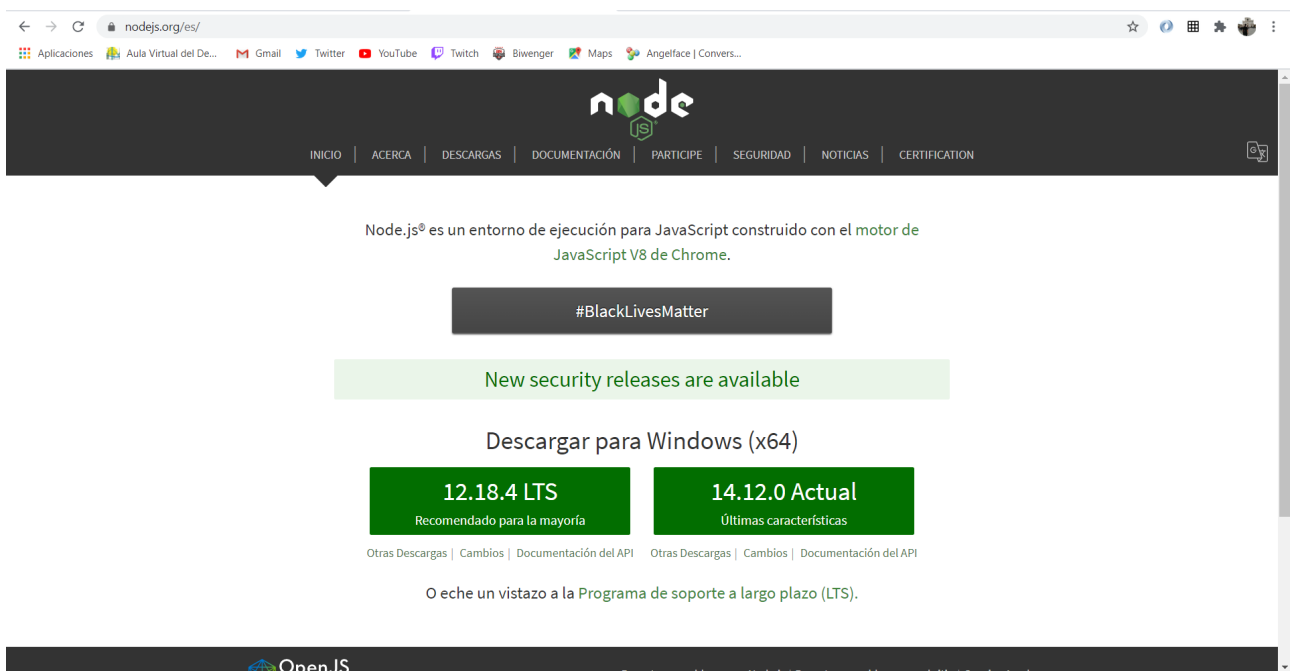 nodejs.org/es/
Aplicaciones Aula Virtual del De... Gmail Twitter YouTube Twitch Biwenger Maps Angelface | Convers...
node
JS
INICIO | ACERCA | DESCARGAS | DOCUMENTACIÓN | PARTICIPE | SEGURIDAD | NOTICIAS | CERTIFICATION
Node.js® es un entorno de ejecución para JavaScript construido con el motor de
JavaScript V8 de Chrome.
#BlackLivesMatter
New security releases are available
Descargar para Windows (x64)
12.18.4 LTS
Recomendado para la mayoría
14.12.0 Actual
Últimas características
Otras Descargas | Cambios | Documentación del API
Otras Descargas | Cambios | Documentación del API
O eche un vistazo a la Programa de soporte a largo plazo (LTS).
OpenJS